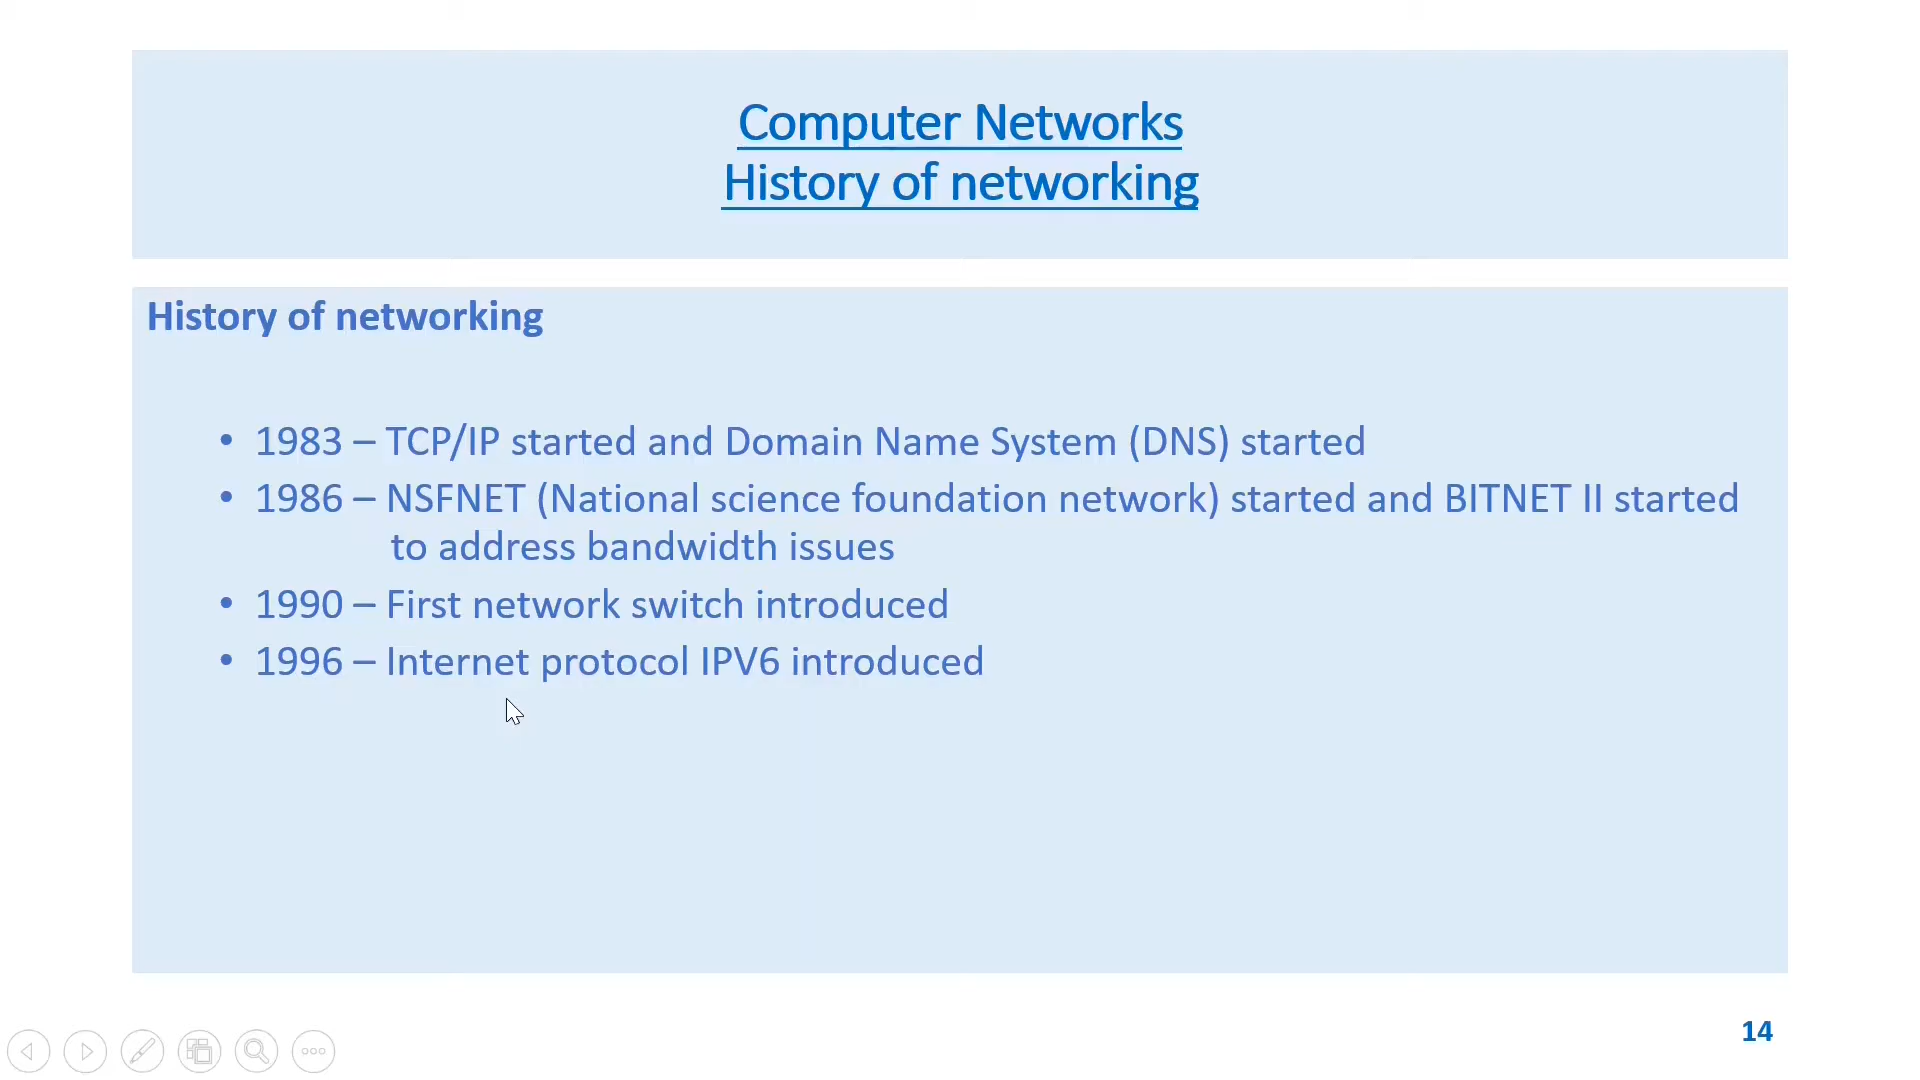 Computer Networks
History of networking
History of networking
• 1983 – TCP/IP started and Domain Name System (DNS) started
• 1986 – NSFNET (National science foundation network) started and BITNET II started
to address bandwidth issues
• 1990 – First network switch introduced
• 1996 – Internet protocol IPV6 introduced
14